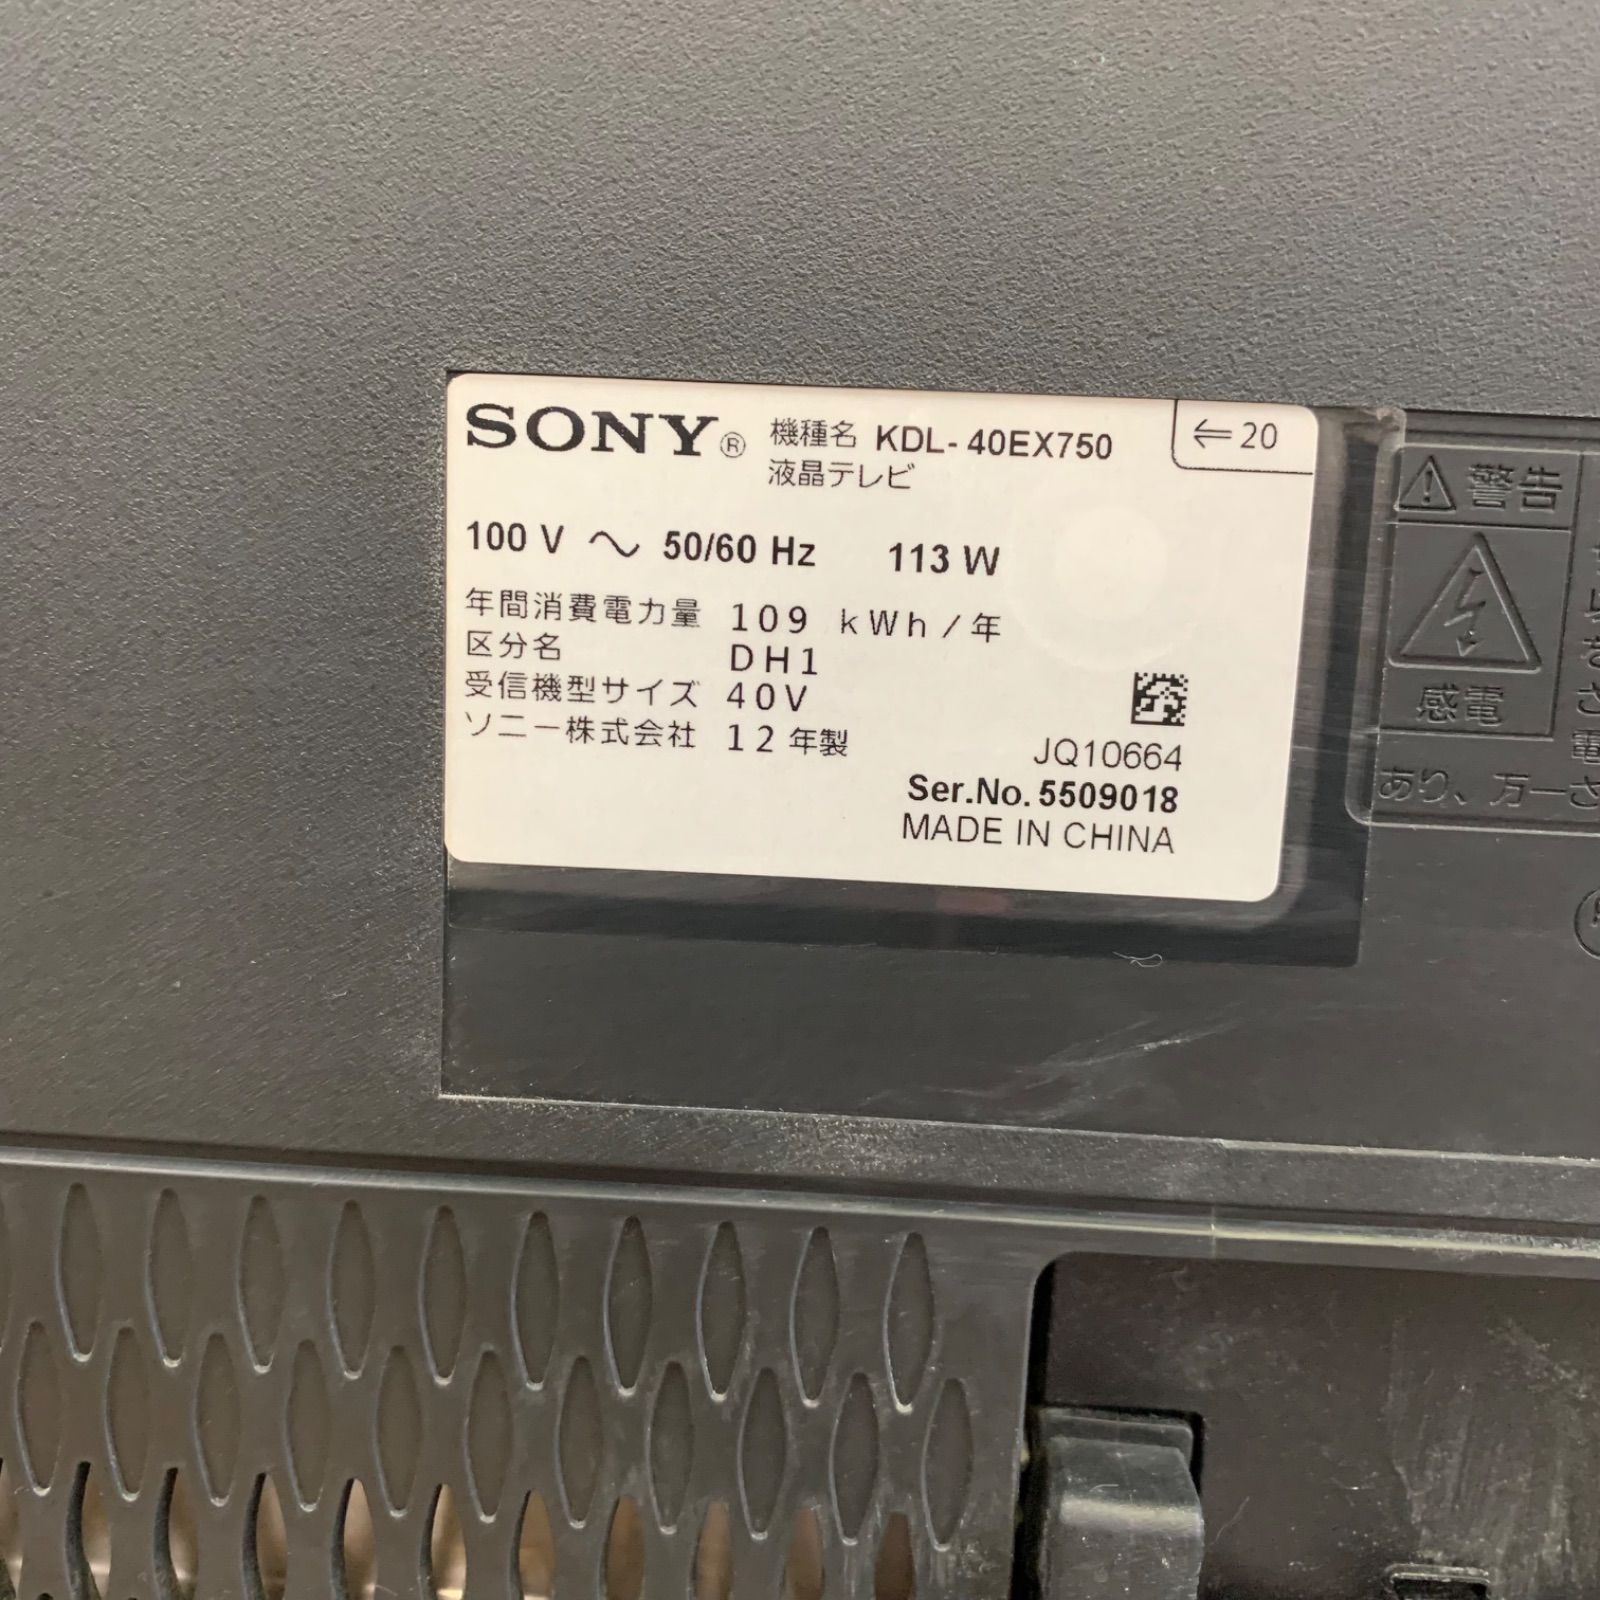 SONY® 機種名 KDL-40EX750
液晶テレビ
⇐20
100 V ～ 50/60 Hz 113 W
年間消費電力量 109 kWh/年
区分名 DH1
受信機型サイズ 40V
ソニー株式会社 12年製
JQ10664
Ser.No. 5509018
MADE IN CHINA
警告
感電
あり、万一さ